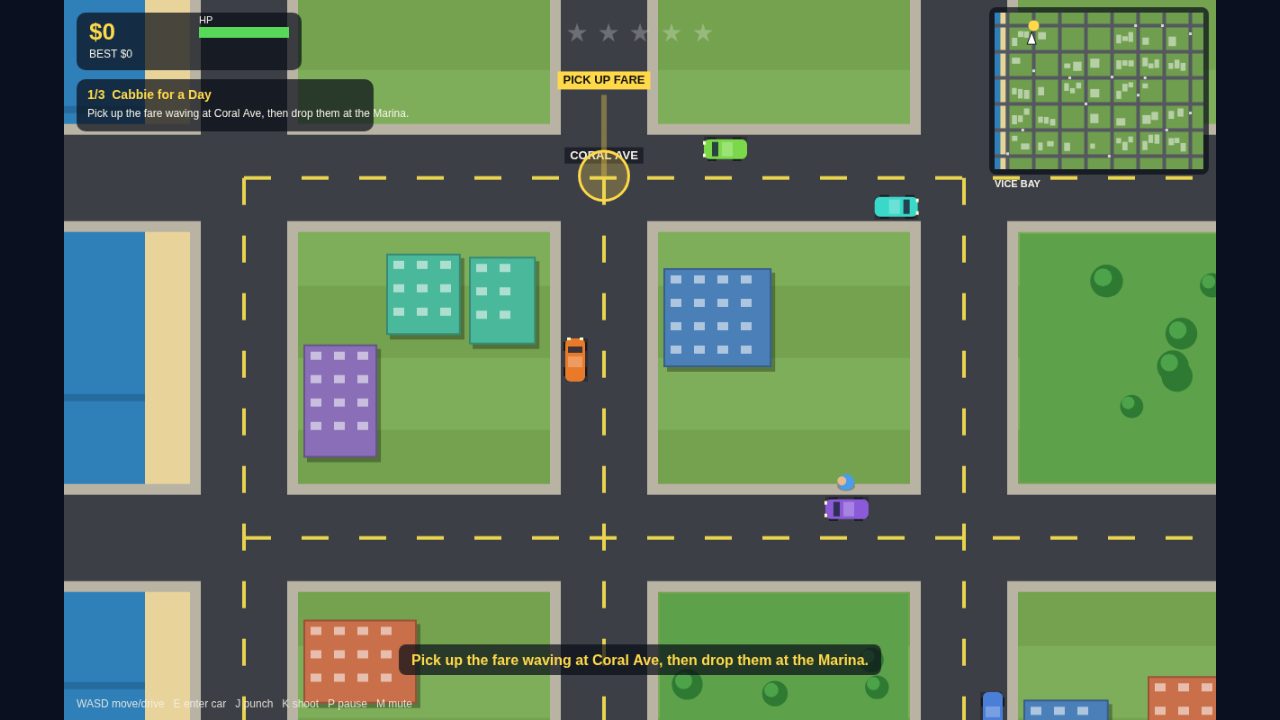 $0
HP
BEST $0
1/3 Cabbie for a Day
Pick up the fare waving at Coral Ave, then drop them at the Marina.
PICK UP FARE
CORAL AVE
VICE BAY
Pick up the fare waving at Coral Ave, then drop them at the Marina.
WASD move/drive E enter car J punch K shoot P pause M mute